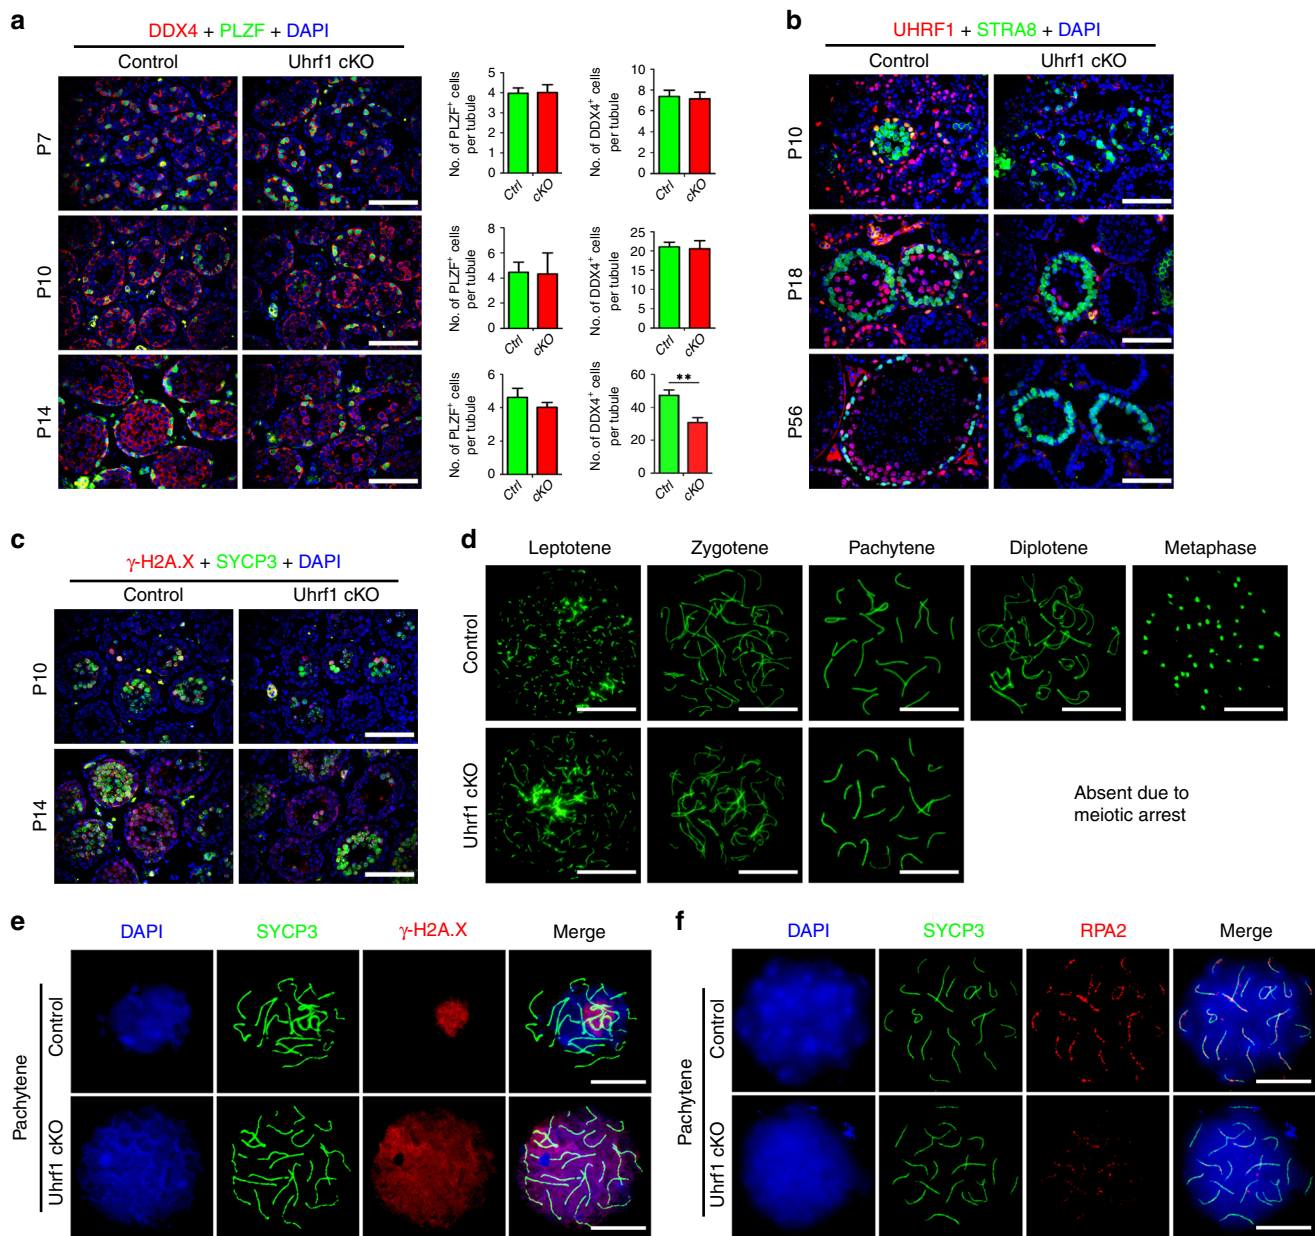 a
DDX4 + PLZF + DAPI
Control
Uhrf1 cKO
P7
P10
P14
No. of PLZF⁺ cells
per tubule
5
4
3
2
1
0
Ctrl
cKO
No. of DDX4⁺ cells
per tubule
10
8
6
4
2
0
Ctrl
cKO
No. of PLZF⁺ cells
per tubule
8
4
0
Ctrl
cKO
No. of DDX4⁺ cells
per tubule
25
20
15
10
5
0
Ctrl
cKO
No. of PLZF⁺ cells
per tubule
6
4
2
0
Ctrl
cKO
No. of DDX4⁺ cells
per tubule
60
40
20
0
**
Ctrl
cKO
b
UHRF1 + STRA8 + DAPI
Control
Uhrf1 cKO
P10
P18
P56
c
γ-H2A.X + SYCP3 + DAPI
Control
Uhrf1 cKO
P10
P14
d
Leptotene
Zygotene
Pachytene
Diplotene
Metaphase
Control
Uhrf1 cKO
Absent due to
meiotic arrest
e
DAPI
SYCP3
γ-H2A.X
Merge
Pachytene
Control
Uhrf1 cKO
f
DAPI
SYCP3
RPA2
Merge
Pachytene
Control
Uhrf1 cKO